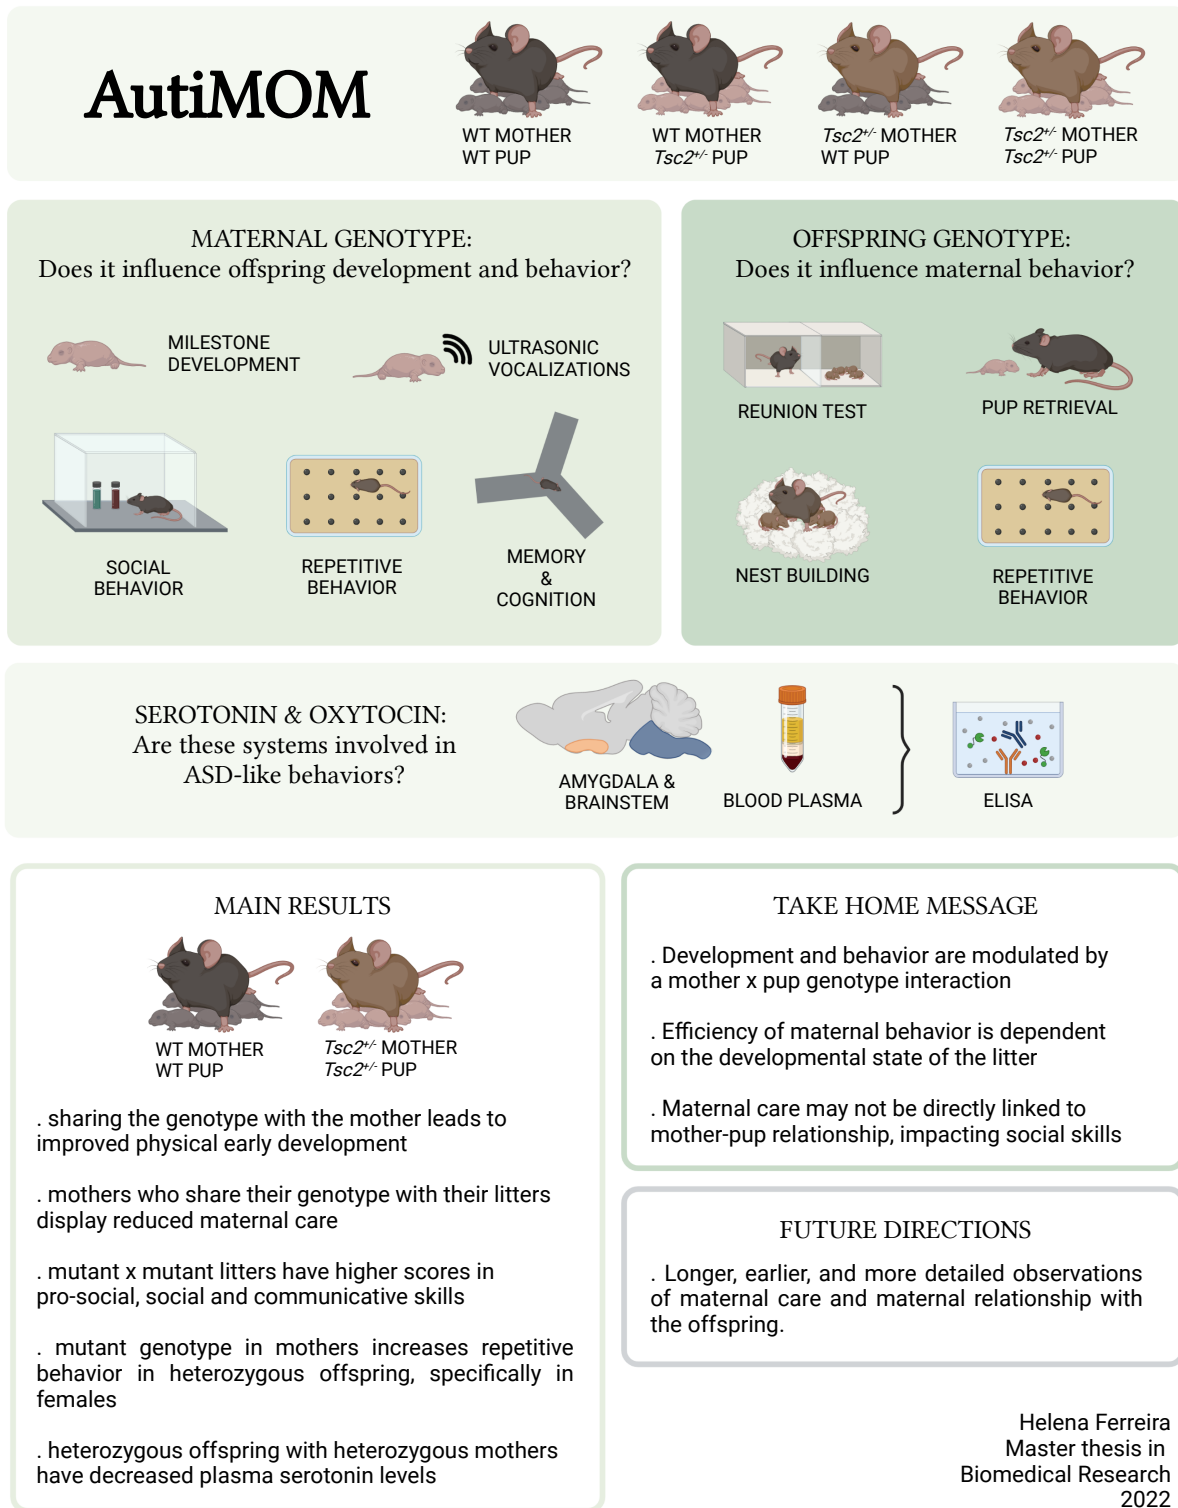 AutiMOM
WT MOTHER
WT PUP
WT MOTHER
Tsc2+/- PUP
Tsc2+/- MOTHER
WT PUP
Tsc2+/- MOTHER
Tsc2+/- PUP
MATERNAL GENOTYPE:
Does it influence offspring development and behavior?
MILESTONE
DEVELOPMENT
ULTRASONIC
VOCALIZATIONS
SOCIAL
BEHAVIOR
REPETITIVE
BEHAVIOR
MEMORY
&
COGNITION
OFFSPRING GENOTYPE:
Does it influence maternal behavior?
REUNION TEST
PUP RETRIEVAL
NEST BUILDING
REPETITIVE
BEHAVIOR
SEROTONIN & OXYTOCIN:
Are these systems involved in
ASD-like behaviors?
AMYGDALA &
BRAINSTEM
BLOOD PLASMA
ELISA
MAIN RESULTS
WT MOTHER
WT PUP
Tsc2+/- MOTHER
Tsc2+/- PUP
. sharing the genotype with the mother leads to
improved physical early development
. mothers who share their genotype with their litters
display reduced maternal care
. mutant x mutant litters have higher scores in
pro-social, social and communicative skills
. mutant genotype in mothers increases repetitive
behavior in heterozygous offspring, specifically in
females
. heterozygous offspring with heterozygous mothers
have decreased plasma serotonin levels
TAKE HOME MESSAGE
. Development and behavior are modulated by
a mother x pup genotype interaction
. Efficiency of maternal behavior is dependent
on the developmental state of the litter
. Maternal care may not be directly linked to
mother-pup relationship, impacting social skills
FUTURE DIRECTIONS
. Longer, earlier, and more detailed observations
of maternal care and maternal relationship with
the offspring.
Helena Ferreira
Master thesis in
Biomedical Research
2022